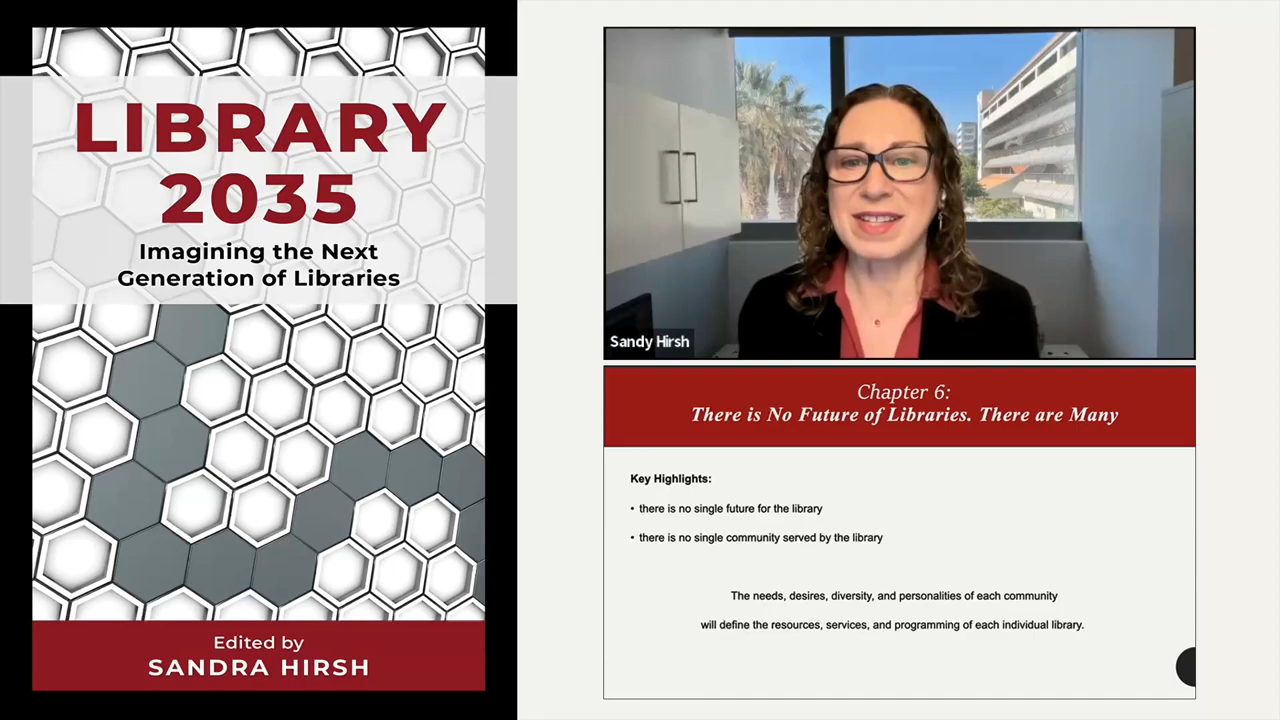 LIBRARY
2035
Imagining the Next
Generation of Libraries
Edited by
SANDRA HIRSH
Sandy Hirsh
Chapter 6:
There is No Future of Libraries. There are Many
Key Highlights:
• there is no single future for the library
• there is no single community served by the library
The needs, desires, diversity, and personalities of each community
will define the resources, services, and programming of each individual library.